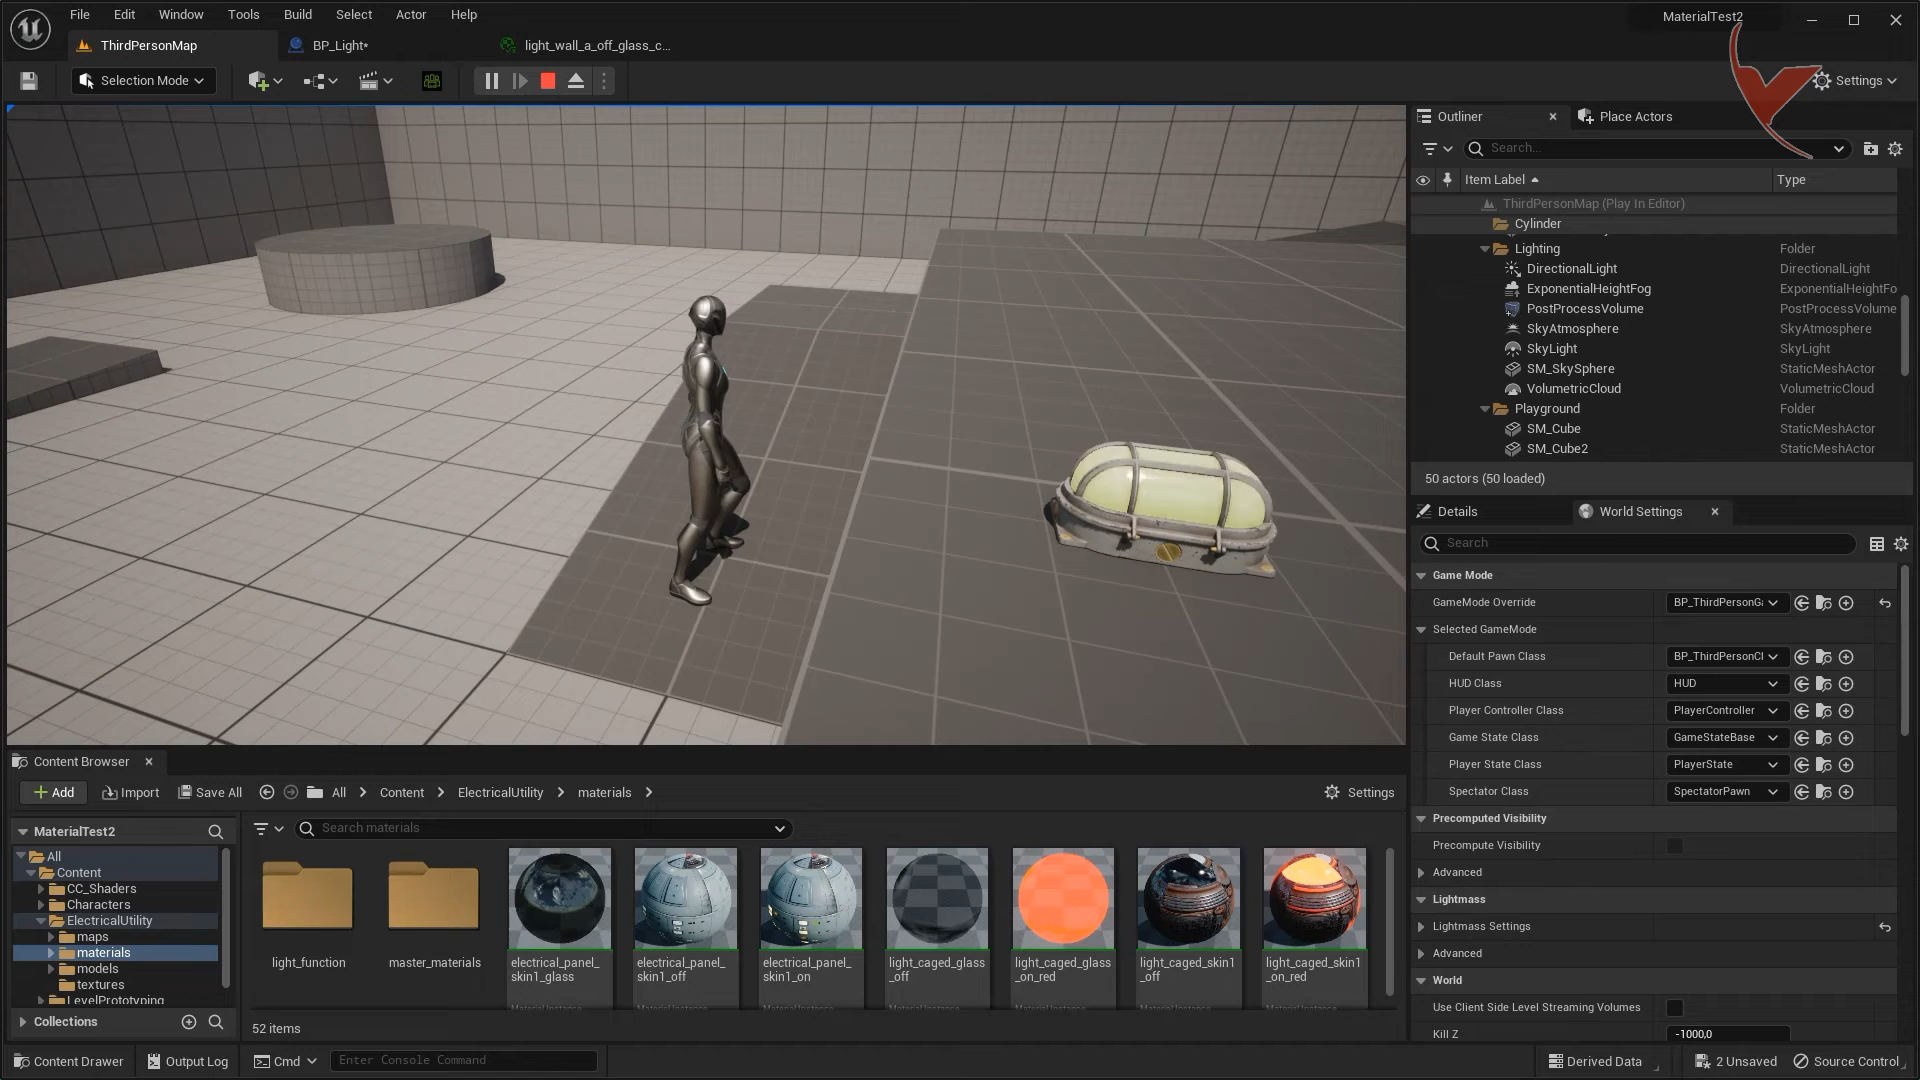 File Edit Window Tools Build Select Actor Help
MaterialTest2
ThirdPersonMap
BP_Light*
light_wall_a_off_glass_c...
Selection Mode
Settings
Outliner
Place Actors
Search...
Item Label
Type
ThirdPersonMap (Play In Editor)
Cylinder
Lighting Folder
DirectionalLight DirectionalLight
ExponentialHeightFog ExponentialHeightFo
PostProcessVolume PostProcessVolume
SkyAtmosphere SkyAtmosphere
SkyLight SkyLight
SM_SkySphere StaticMeshActor
VolumetricCloud VolumetricCloud
Playground Folder
SM_Cube StaticMeshActor
SM_Cube2 StaticMeshActor
50 actors (50 loaded)
Details
World Settings
Search
Game Mode
GameMode Override BP_ThirdPersonGa
Selected GameMode
Default Pawn Class BP_ThirdPersonCl
HUD Class HUD
Player Controller Class PlayerController
Game State Class GameStateBase
Player State Class PlayerState
Spectator Class SpectatorPawn
Precomputed Visibility
Precompute Visibility
Advanced
Lightmass
Lightmass Settings
Advanced
World
Use Client Side Level Streaming Volumes
Kill Z -1000,0
Content Browser
Add Import Save All All Content ElectricalUtility materials Settings
MaterialTest2
Search materials
All
Content
CC_Shaders
Characters
ElectricalUtility
maps
materials
models
textures
LevelPrototyping
Collections
light_function
master_materials
electrical_panel_
skin1_glass
electrical_panel_
skin1_off
electrical_panel_
skin1_on
light_caged_glass
_off
light_caged_glass
_on_red
light_caged_skin1
_off
light_caged_skin1
_on_red
52 items
Content Drawer
Output Log
Cmd
Enter Console Command
Derived Data
2 Unsaved
Source Control